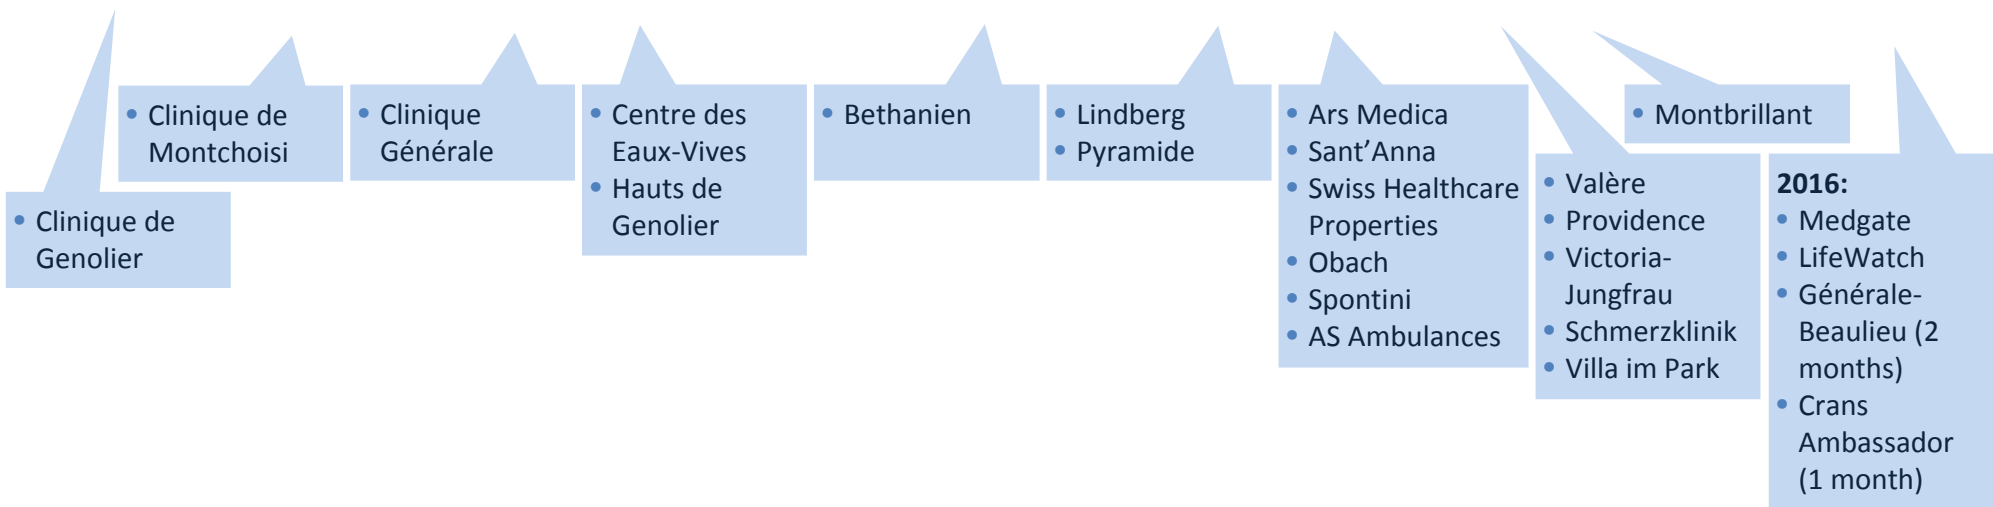 • Clinique de
Genolier
• Clinique de
Montchoisi
• Clinique
Générale
• Centre des
Eaux-Vives
• Hauts de
Genolier
• Bethanien
• Lindberg
• Pyramide
• Ars Medica
• Sant’Anna
• Swiss Healthcare
Properties
• Obach
• Spontini
• AS Ambulances
• Valère
• Providence
• Victoria-
Jungfrau
• Schmerzklinik
• Villa im Park
• Montbrillant
2016:
• Medgate
• LifeWatch
• Générale-
Beaulieu (2
months)
• Crans
Ambassador
(1 month)